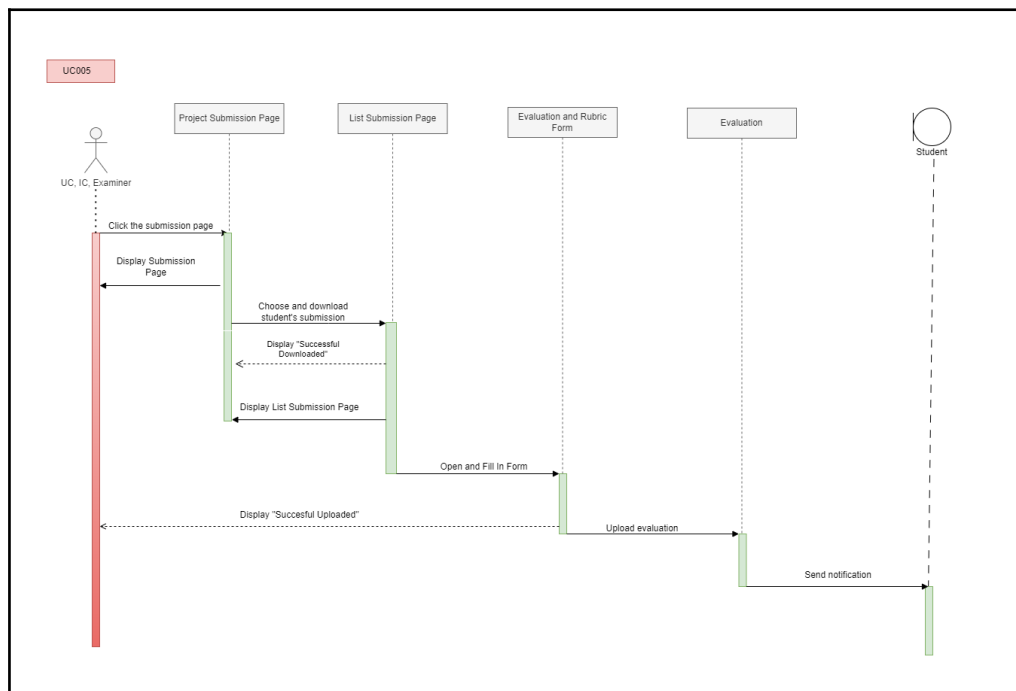 UC005
Project Submission Page
List Submission Page
Evaluation and Rubric
Form
Evaluation
Student
UC, IC, Examiner
Click the submission page
Display Submission
Page
Choose and download
student's submission
Display "Successful
Downloaded"
Display List Submission Page
Open and Fill In Form
Display "Succesful Uploaded"
Upload evaluation
Send notification